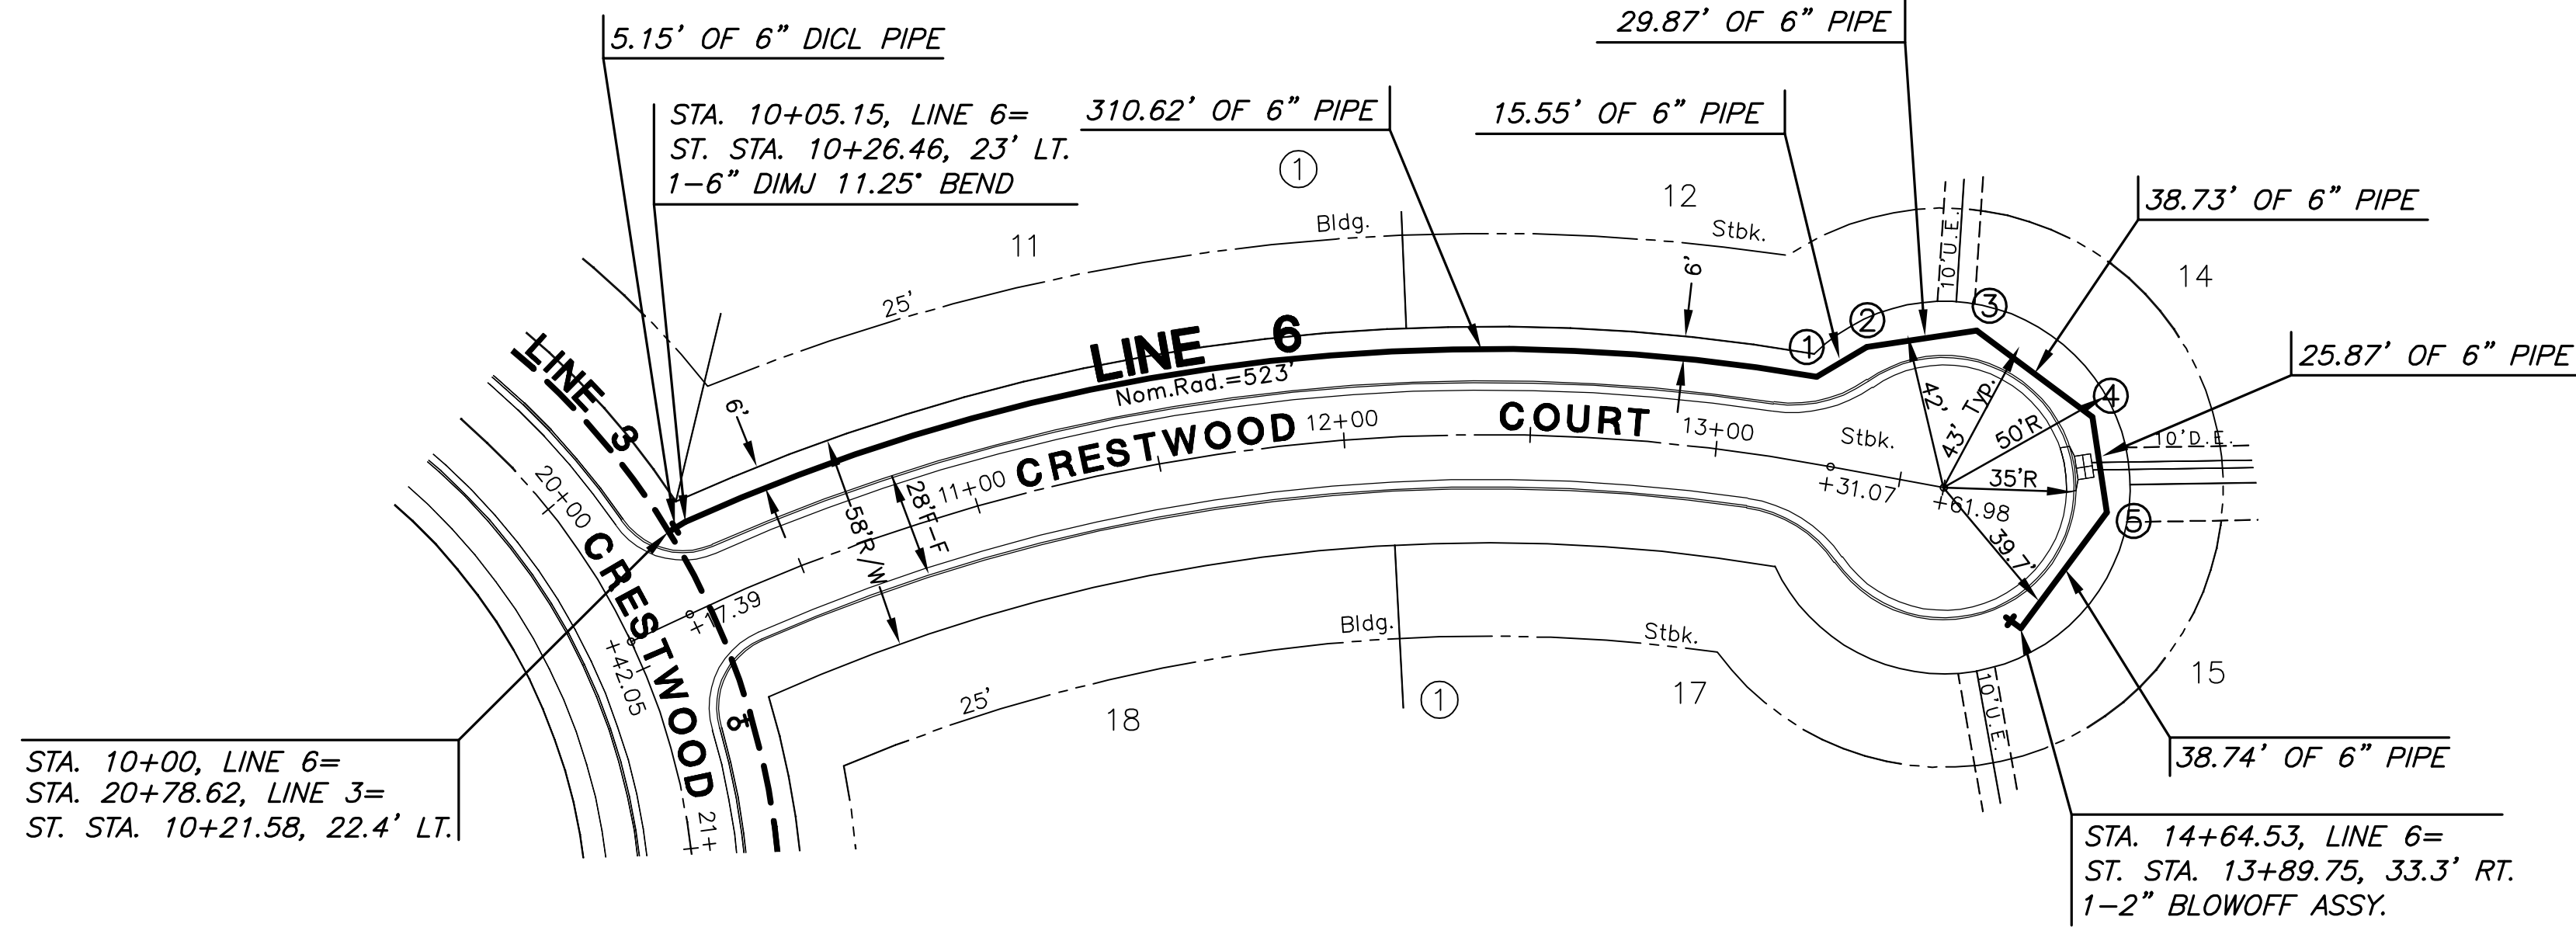 5.15' OF 6" DICL PIPE
29.87' OF 6" PIPE
STA. 10+05.15, LINE 6=
ST. STA. 10+26.46, 23' LT.
1-6" DIMJ 11.25° BEND
310.62' OF 6" PIPE
15.55' OF 6" PIPE
38.73' OF 6" PIPE
25.87' OF 6" PIPE
1
12
11
Bldg.
Stbk.
10'U.E.
14
25'
6'
LINE 6
Nom.Rad.=523'
1
2
3
4
5
LINE 3
6'
CRESTWOOD COURT
11+00
12+00
13+00
Stbk.
42'
43' Typ.
50'R
35'R
39.7'
10'D.E.
+31.07
+61.98
20+00
CRESTWOOD
28'F-F
58'R/W
+17.39
+42.05
21+
25'
Bldg.
Stbk.
18
1
17
15
10'U.E.
STA. 10+00, LINE 6=
STA. 20+78.62, LINE 3=
ST. STA. 10+21.58, 22.4' LT.
38.74' OF 6" PIPE
STA. 14+64.53, LINE 6=
ST. STA. 13+89.75, 33.3' RT.
1-2" BLOWOFF ASSY.